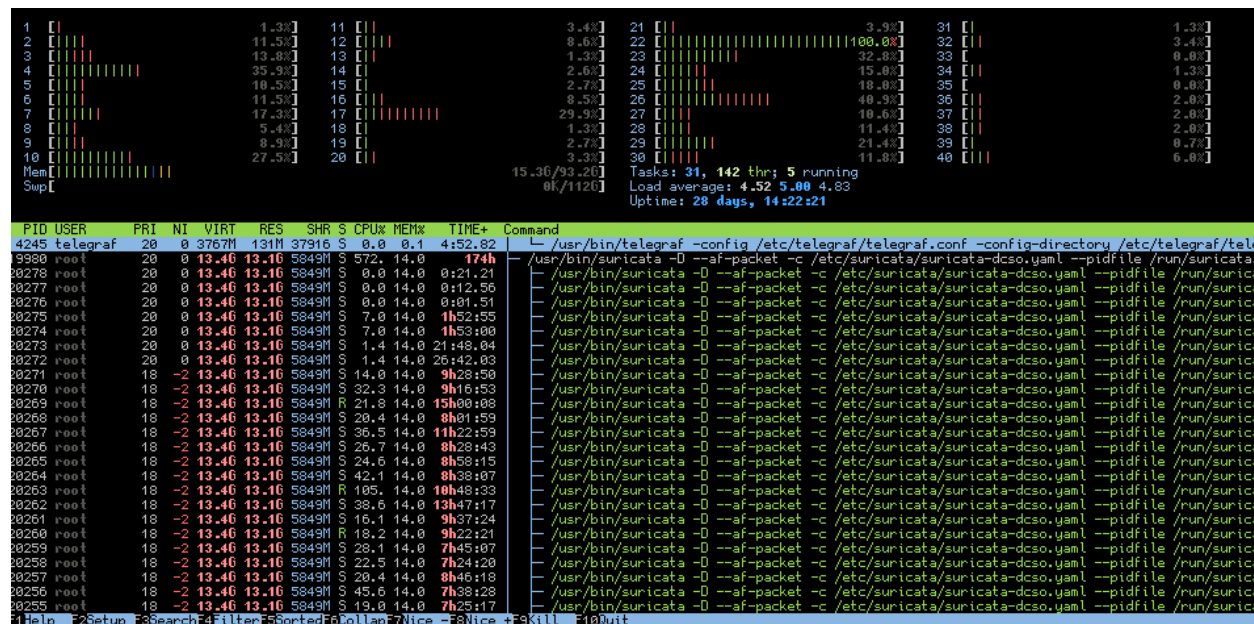 1 [| 1.3%] 11 [|| 3.4%] 21 [|| 3.9%] 31 [| 1.3%]
2 [|||| 11.5%] 12 [|||| 8.6%] 22 [||||||||||||||||||||||100.0%] 32 [|| 3.4%]
3 [||||| 13.8%] 13 [|| 1.3%] 23 [||||||||| 32.8%] 33 [ 0.0%]
4 [||||||||||| 35.9%] 14 [| 2.6%] 24 [||||| 15.0%] 34 [|| 1.3%]
5 [|||| 10.5%] 15 [| 2.7%] 25 [|||||| 18.0%] 35 [ 0.0%]
6 [|||| 11.5%] 16 [||| 8.5%] 26 [||||||||||||| 40.9%] 36 [|| 2.0%]
7 [|||||| 17.3%] 17 [|||||||||| 29.9%] 27 [|||| 10.6%] 37 [|| 2.0%]
8 [||| 5.4%] 18 [| 1.3%] 28 [|||| 11.4%] 38 [|| 2.0%]
9 [|||| 8.9%] 19 [|| 2.7%] 29 [||||||| 21.4%] 39 [| 0.7%]
10 [|||||||||| 27.5%] 20 [|| 3.3%] 30 [||||| 11.8%] 40 [||| 6.0%]
Mem[||||||||||||||| 15.3G/93.2G] Tasks: 31, 142 thr; 5 running
Swp[ 0K/112G] Load average: 4.52 5.00 4.83
Uptime: 28 days, 14:22:21
PID USER PRI NI VIRT RES SHR S CPU% MEM% TIME+ Command
4245 telegraf 20 0 3767M 131M 37916 S 0.0 0.1 4:52.82 │ └─ /usr/bin/telegraf -config /etc/telegraf/telegraf.conf -config-directory /etc/telegraf/tele
19980 root 20 0 13.4G 13.1G 5849M S 572. 14.0 174h ├─ /usr/bin/suricata -D --af-packet -c /etc/suricata/suricata-dcso.yaml --pidfile /run/suricata.
20278 root 20 0 13.4G 13.1G 5849M S 0.0 14.0 0:21.21 │ ├─ /usr/bin/suricata -D --af-packet -c /etc/suricata/suricata-dcso.yaml --pidfile /run/surica
20277 root 20 0 13.4G 13.1G 5849M S 0.0 14.0 0:12.56 │ ├─ /usr/bin/suricata -D --af-packet -c /etc/suricata/suricata-dcso.yaml --pidfile /run/surica
20276 root 20 0 13.4G 13.1G 5849M S 0.0 14.0 0:01.51 │ ├─ /usr/bin/suricata -D --af-packet -c /etc/suricata/suricata-dcso.yaml --pidfile /run/surica
20275 root 20 0 13.4G 13.1G 5849M S 7.0 14.0 1h52:55 │ ├─ /usr/bin/suricata -D --af-packet -c /etc/suricata/suricata-dcso.yaml --pidfile /run/surica
20274 root 20 0 13.4G 13.1G 5849M S 7.0 14.0 1h53:00 │ ├─ /usr/bin/suricata -D --af-packet -c /etc/suricata/suricata-dcso.yaml --pidfile /run/surica
20273 root 20 0 13.4G 13.1G 5849M S 1.4 14.0 21:48.04 │ ├─ /usr/bin/suricata -D --af-packet -c /etc/suricata/suricata-dcso.yaml --pidfile /run/surica
20272 root 20 0 13.4G 13.1G 5849M S 1.4 14.0 26:42.03 │ ├─ /usr/bin/suricata -D --af-packet -c /etc/suricata/suricata-dcso.yaml --pidfile /run/surica
20271 root 18 -2 13.4G 13.1G 5849M S 14.0 14.0 9h28:50 │ ├─ /usr/bin/suricata -D --af-packet -c /etc/suricata/suricata-dcso.yaml --pidfile /run/surica
20270 root 18 -2 13.4G 13.1G 5849M S 32.3 14.0 9h16:53 │ ├─ /usr/bin/suricata -D --af-packet -c /etc/suricata/suricata-dcso.yaml --pidfile /run/surica
20269 root 18 -2 13.4G 13.1G 5849M R 21.8 14.0 15h00:08 │ ├─ /usr/bin/suricata -D --af-packet -c /etc/suricata/suricata-dcso.yaml --pidfile /run/surica
20268 root 18 -2 13.4G 13.1G 5849M S 20.4 14.0 8h01:59 │ ├─ /usr/bin/suricata -D --af-packet -c /etc/suricata/suricata-dcso.yaml --pidfile /run/surica
20267 root 18 -2 13.4G 13.1G 5849M S 36.5 14.0 11h22:59 │ ├─ /usr/bin/suricata -D --af-packet -c /etc/suricata/suricata-dcso.yaml --pidfile /run/surica
20266 root 18 -2 13.4G 13.1G 5849M S 26.7 14.0 8h28:43 │ ├─ /usr/bin/suricata -D --af-packet -c /etc/suricata/suricata-dcso.yaml --pidfile /run/surica
20265 root 18 -2 13.4G 13.1G 5849M S 24.6 14.0 8h58:15 │ ├─ /usr/bin/suricata -D --af-packet -c /etc/suricata/suricata-dcso.yaml --pidfile /run/surica
20264 root 18 -2 13.4G 13.1G 5849M S 42.1 14.0 8h38:07 │ ├─ /usr/bin/suricata -D --af-packet -c /etc/suricata/suricata-dcso.yaml --pidfile /run/surica
20263 root 18 -2 13.4G 13.1G 5849M R 105. 14.0 10h48:33 │ ├─ /usr/bin/suricata -D --af-packet -c /etc/suricata/suricata-dcso.yaml --pidfile /run/surica
20262 root 18 -2 13.4G 13.1G 5849M S 38.6 14.0 13h47:17 │ ├─ /usr/bin/suricata -D --af-packet -c /etc/suricata/suricata-dcso.yaml --pidfile /run/surica
20261 root 18 -2 13.4G 13.1G 5849M S 16.1 14.0 9h37:24 │ ├─ /usr/bin/suricata -D --af-packet -c /etc/suricata/suricata-dcso.yaml --pidfile /run/surica
20260 root 18 -2 13.4G 13.1G 5849M R 18.2 14.0 9h22:21 │ ├─ /usr/bin/suricata -D --af-packet -c /etc/suricata/suricata-dcso.yaml --pidfile /run/surica
20259 root 18 -2 13.4G 13.1G 5849M S 28.1 14.0 7h45:07 │ ├─ /usr/bin/suricata -D --af-packet -c /etc/suricata/suricata-dcso.yaml --pidfile /run/surica
20258 root 18 -2 13.4G 13.1G 5849M S 22.5 14.0 7h24:20 │ ├─ /usr/bin/suricata -D --af-packet -c /etc/suricata/suricata-dcso.yaml --pidfile /run/surica
20257 root 18 -2 13.4G 13.1G 5849M S 20.4 14.0 8h46:18 │ ├─ /usr/bin/suricata -D --af-packet -c /etc/suricata/suricata-dcso.yaml --pidfile /run/surica
20256 root 18 -2 13.4G 13.1G 5849M S 45.6 14.0 7h38:28 │ ├─ /usr/bin/suricata -D --af-packet -c /etc/suricata/suricata-dcso.yaml --pidfile /run/surica
20255 root 18 -2 13.4G 13.1G 5849M S 19.0 14.0 7h25:17 │ ├─ /usr/bin/suricata -D --af-packet -c /etc/suricata/suricata-dcso.yaml --pidfile /run/surica
F1Help F2Setup F3SearchF4FilterF5SortedF6CollapF7Nice -F8Nice +F9Kill F10Quit